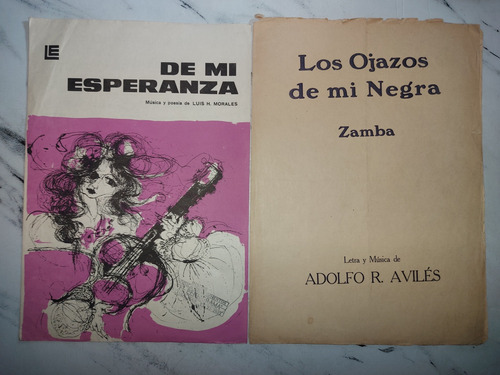 LE
DE MI
ESPERANZA
Música y poesía de LUIS H. MORALES
Los Ojazos
de mi Negra
Zamba
Letra y Música de
ADOLFO R. AVILÉS